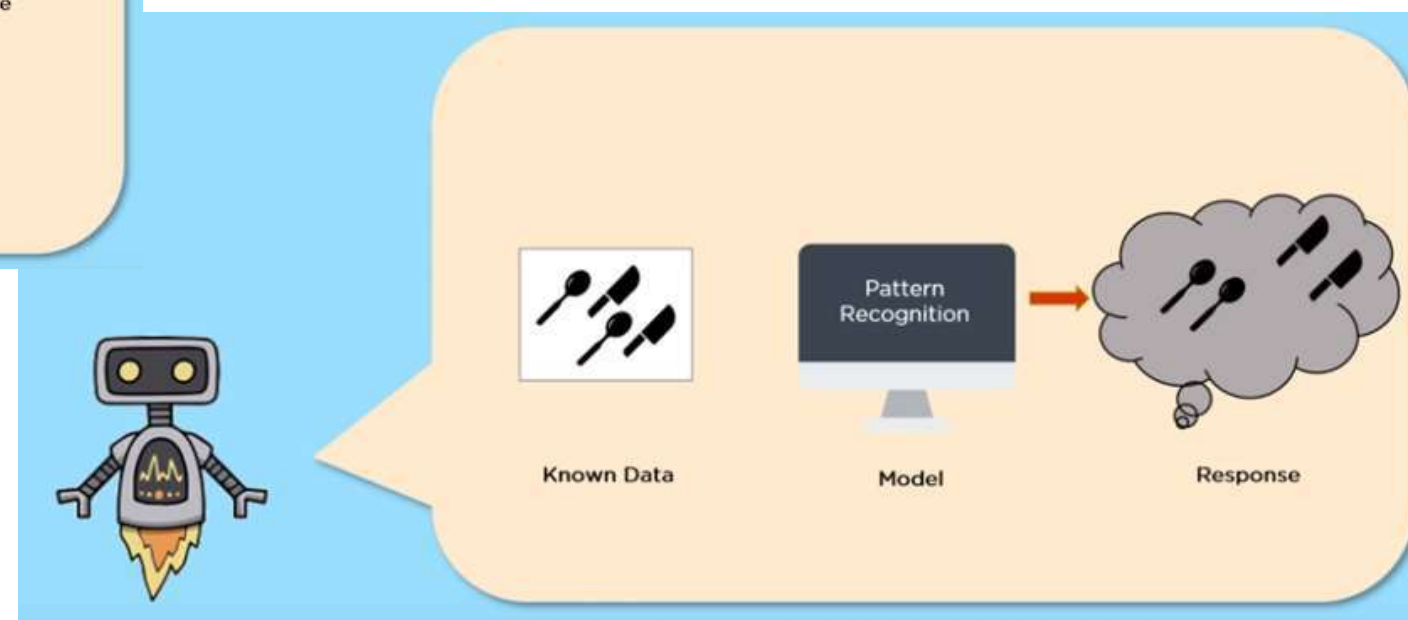 Pattern
Recognition
Known Data
Model
Response